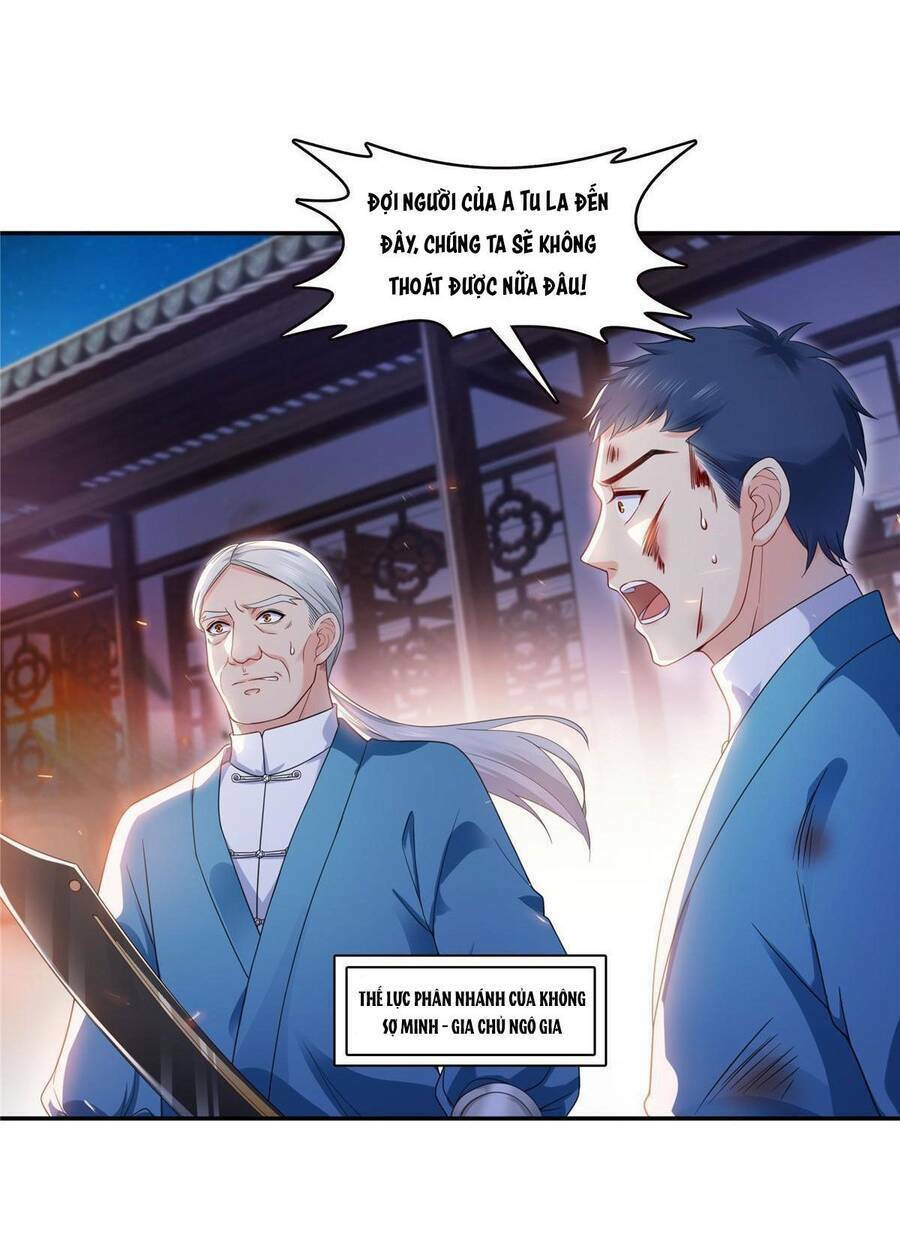 ĐỢI NGƯỜI CỦA A TU LA ĐẾN
ĐÂY, CHÚNG TA SẼ KHÔNG
THOÁT ĐƯỢC NỮA ĐÂU!
THẾ LỰC PHÂN NHÁNH CỦA KHÔNG
SỢ MINH - GIA CHỦ NGÔ GIA